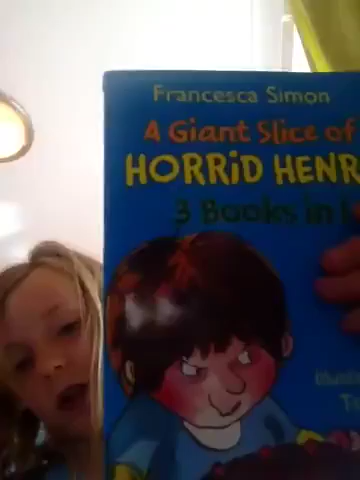 Francesca Simon
A Giant Slice of
HORRiD HENR
3 Books in